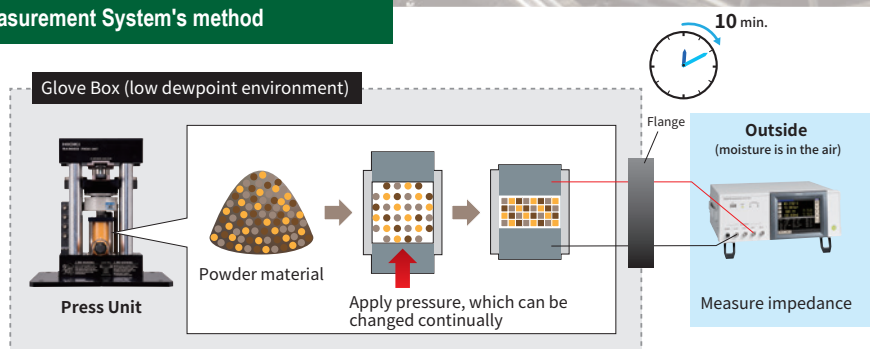 asurement System's method
10 min.
Glove Box (low dewpoint environment)
Flange
Outside
(moisture is in the air)
Powder material
Press Unit
Apply pressure, which can be
changed continually
Measure impedance